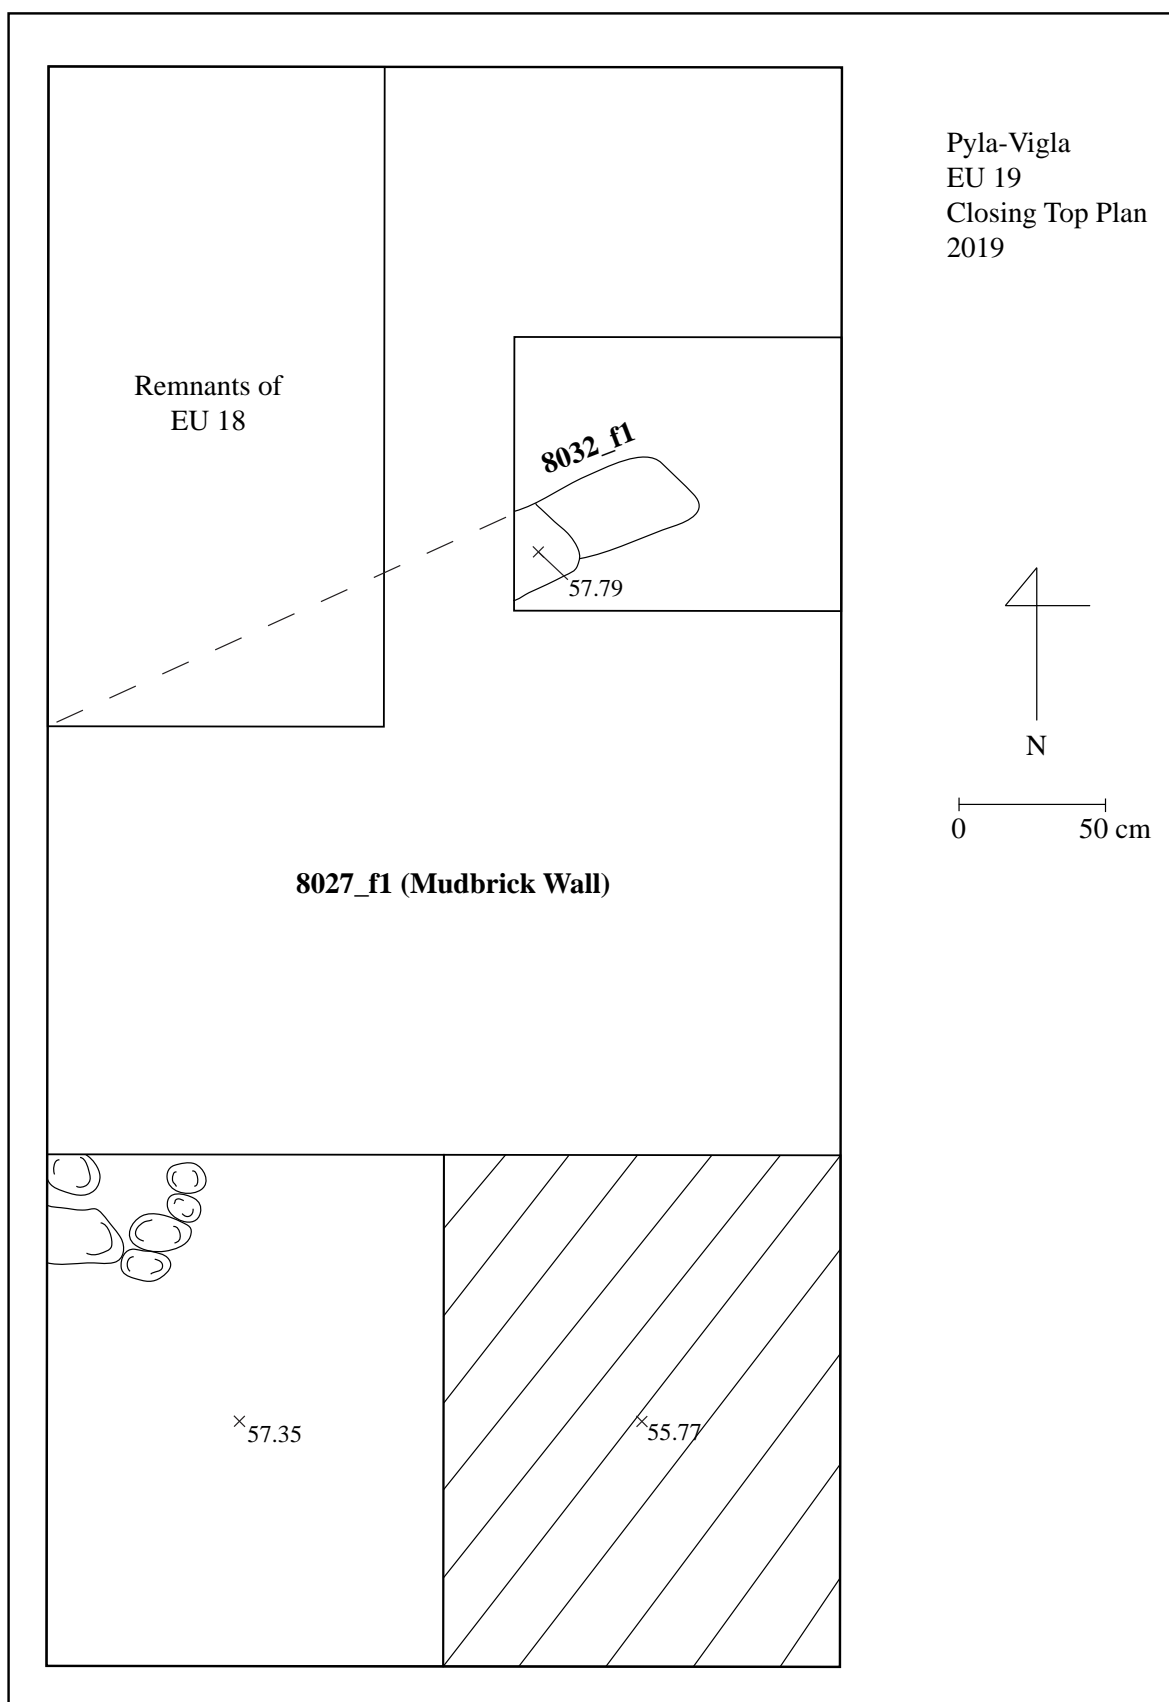 Pyla-Vigla
EU 19
Closing Top Plan
2019
Remnants of
EU 18
8032_f1
57.79
N
0 50 cm
8027_f1 (Mudbrick Wall)
57.35
55.77